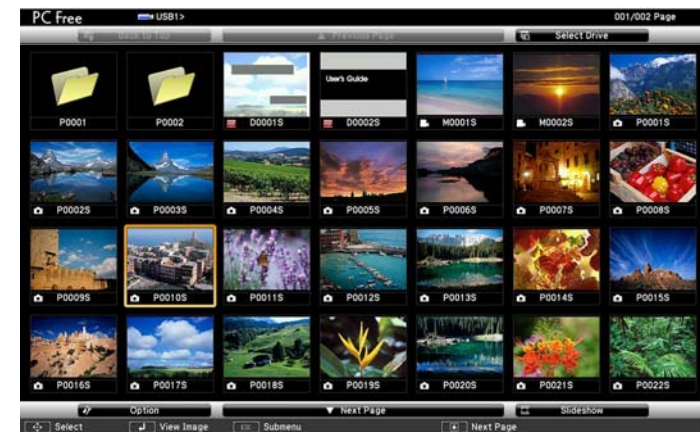 PC Free USB1> 001/002 Page
Back to Top Previous Page Select Drive
User's Guide
P0001 P0002 D0001S D0002S M0001S M0002S P0001S
P0002S P0003S P0004S P0005S P0006S P0007S P0008S
P0009S P0010S P0011S P0012S P0013S P0014S P0015S
P0016S P0017S P0018S P0019S P0020S P0021S P0022S
Option Next Page Slideshow
Select View Image Submenu Next Page